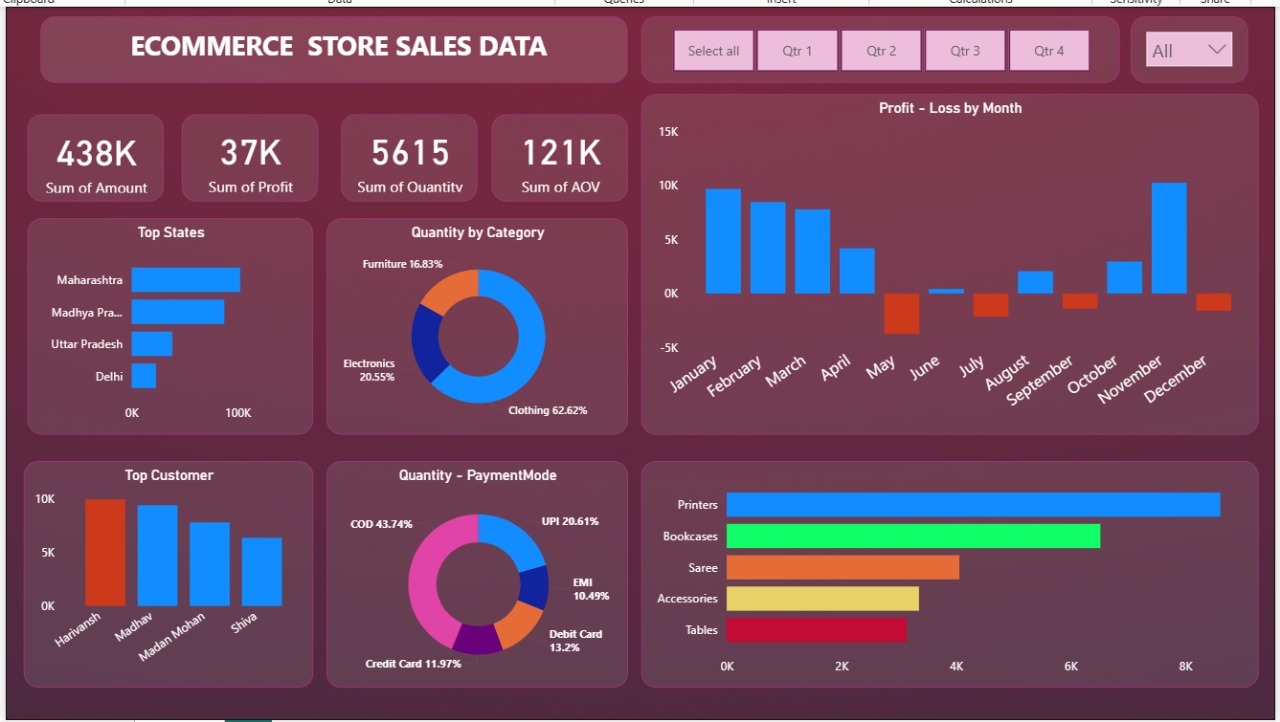 Clipboard
Data
Queries
Insert
Calculations
Sensitivity
Share
ECOMMERCE STORE SALES DATA
Select all
Qtr 1
Qtr 2
Qtr 3
Qtr 4
All
438K
Sum of Amount
37K
Sum of Profit
5615
Sum of Quantity
121K
Sum of AOV
Profit - Loss by Month
15K
10K
5K
0K
-5K
January
February
March
April
May
June
July
August
September
October
November
December
Top States
Maharashtra
Madhya Pra...
Uttar Pradesh
Delhi
0K
100K
Quantity by Category
Furniture 16.83%
Electronics
20.55%
Clothing 62.62%
Top Customer
10K
5K
0K
Harivansh
Madhav
Madan Mohan
Shiva
Quantity - PaymentMode
COD 43.74%
UPI 20.61%
EMI
10.49%
Debit Card
13.2%
Credit Card 11.97%
Printers
Bookcases
Saree
Accessories
Tables
0K
2K
4K
6K
8K